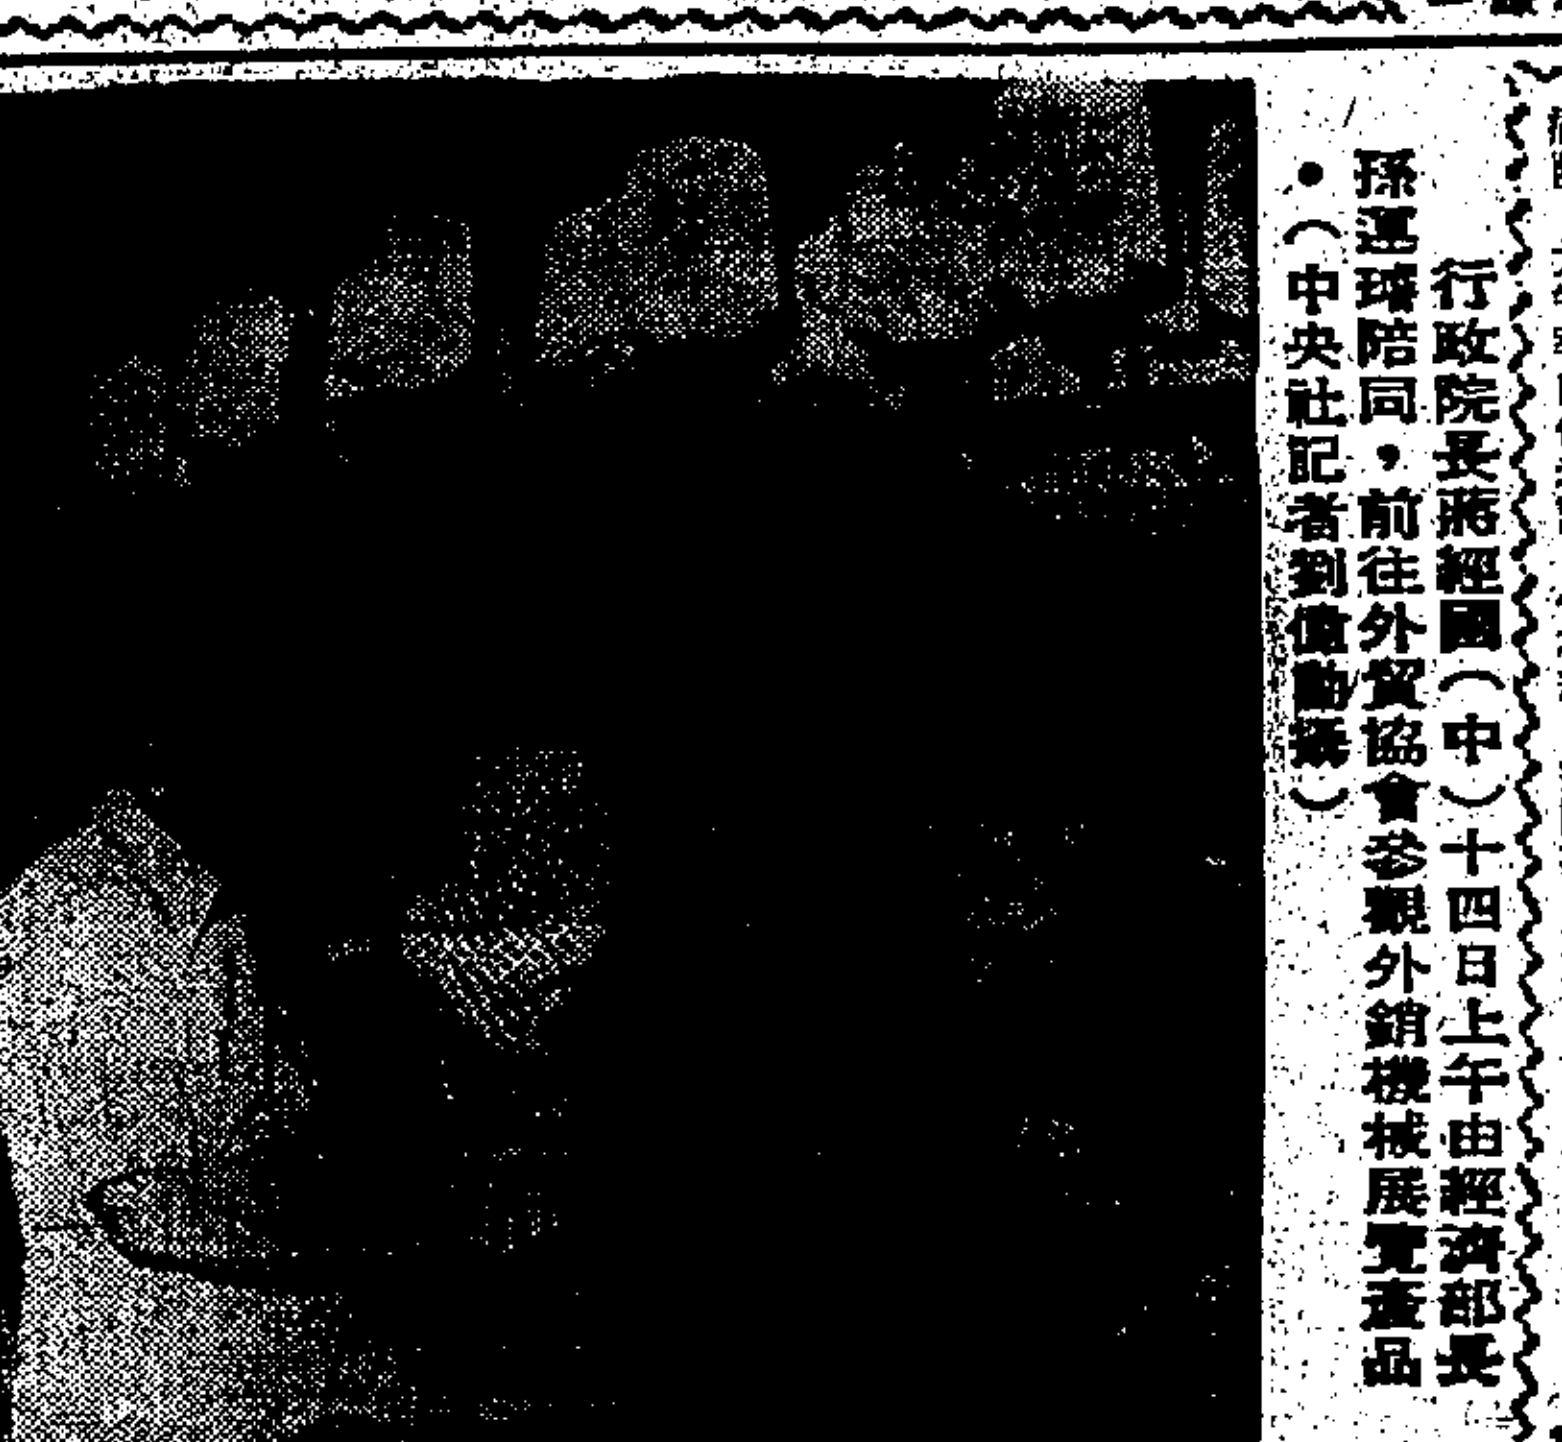 行政院長蔣經國（中）十四日上午由經濟部長
孫運璿陪同，前往外貿協會參觀外銷機械展覽產品
。（中央社記者劉偉勳攝）